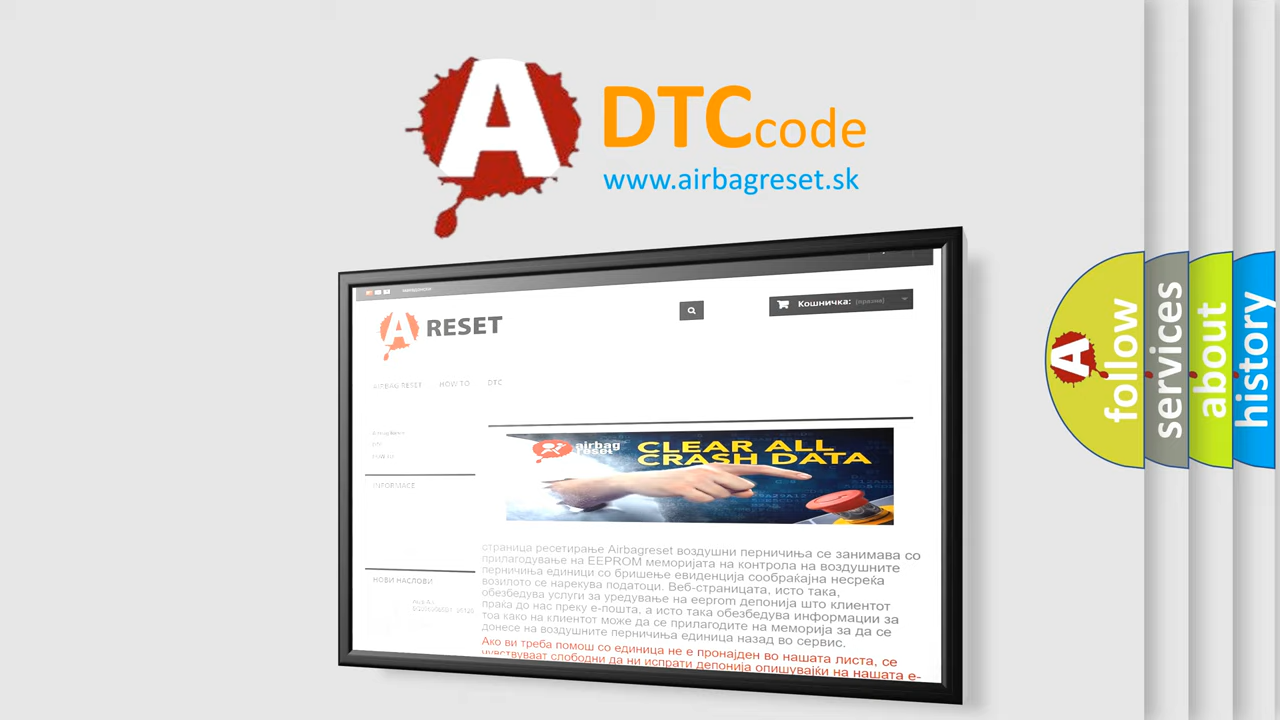 A DTC code
www.airbagreset.sk
Кошничка: (празна)
A RESET
AIRBAG RESET HOW TO DTC
airbag reset
CLEAR ALL
CRASH DATA
INFORMACE
страница ресетирање Airbagreset воздушни перничиња се занимава со
прилагодување на EEPROM меморијата на контрола на воздушните
перничиња единици со бришење евиденција сообраќајна несреќа
возилото се нарекува податоци. Веб-страницата, исто така,
обезбедува услуги за уредување на eeprom депонија што клиентот
праќа до нас преку е-пошта, а исто така обезбедува информации за
тоа како на клиентот може да се прилагодите на меморија за да се
донесе на воздушните перничиња единица назад во сервис.
Ако ви треба помош со единица не е пронајден во нашата листа, се
чувствуваат слободни да ни испрати депонија опишувајќи на нашата е-
НОВИ НАСЛОВИ
A follow
services
about
history